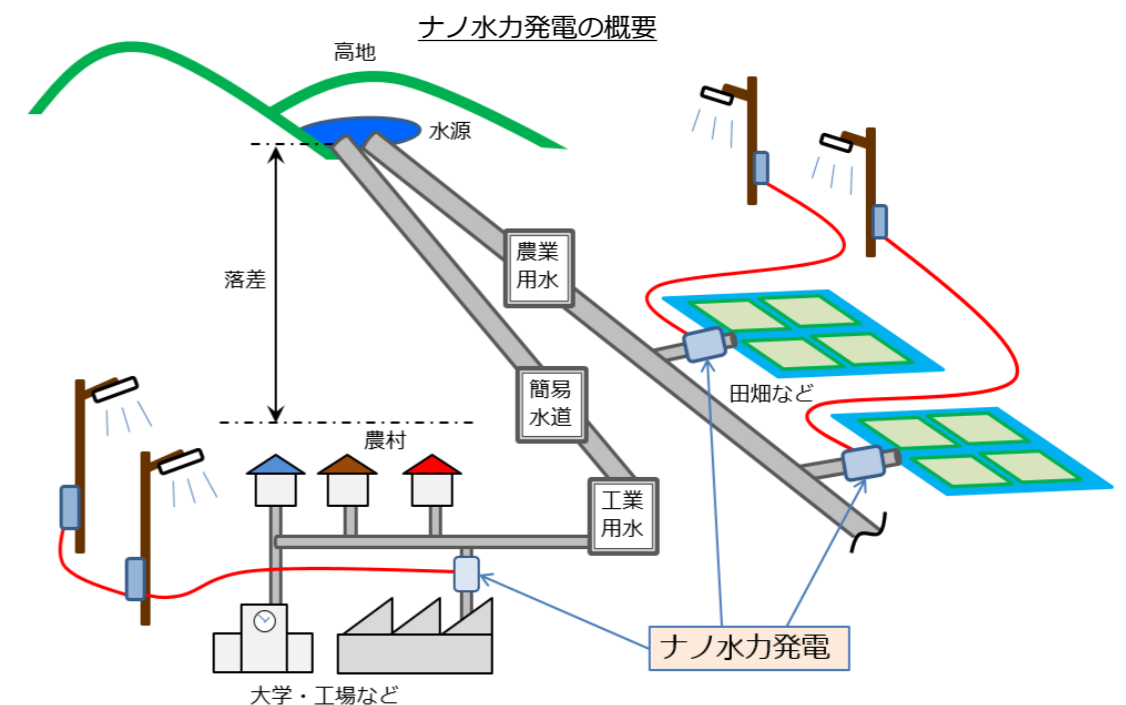 ナノ水力発電の概要
高地
水源
農業
用水
落差
簡易
水道
田畑など
農村
工業
用水
ナノ水力発電
大学・工場など